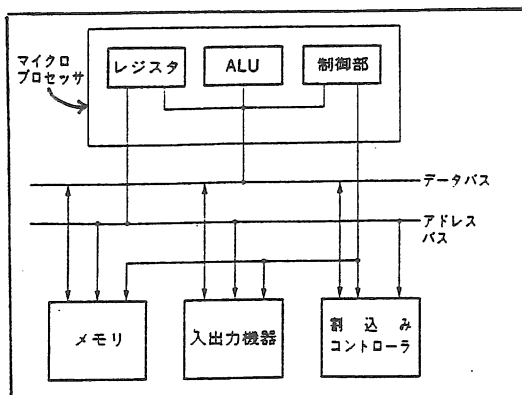 マイクロ
プロセッサ
レジスタ
ALU
制御部
データバス
アドレス
バス
メモリ
入出力機器
割込み
コントローラ